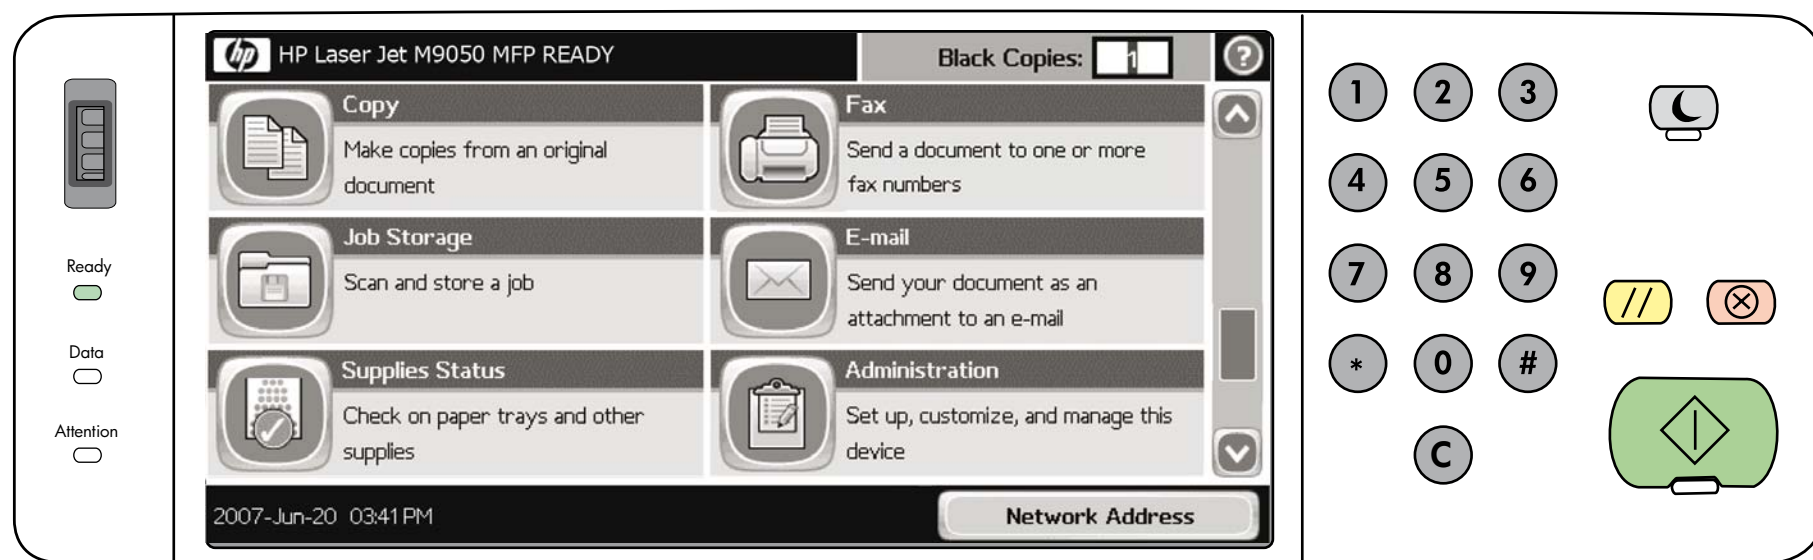 hp HP Laser Jet M9050 MFP READY
Black Copies: 1 ?
Copy
Make copies from an original
document
Fax
Send a document to one or more
fax numbers
Job Storage
Scan and store a job
E-mail
Send your document as an
attachment to an e-mail
Supplies Status
Check on paper trays and other
supplies
Administration
Set up, customize, and manage this
device
2007-Jun-20 03:41 PM
Network Address
Ready
Data
Attention
1 2 3
4 5 6
7 8 9
* 0 #
C
//